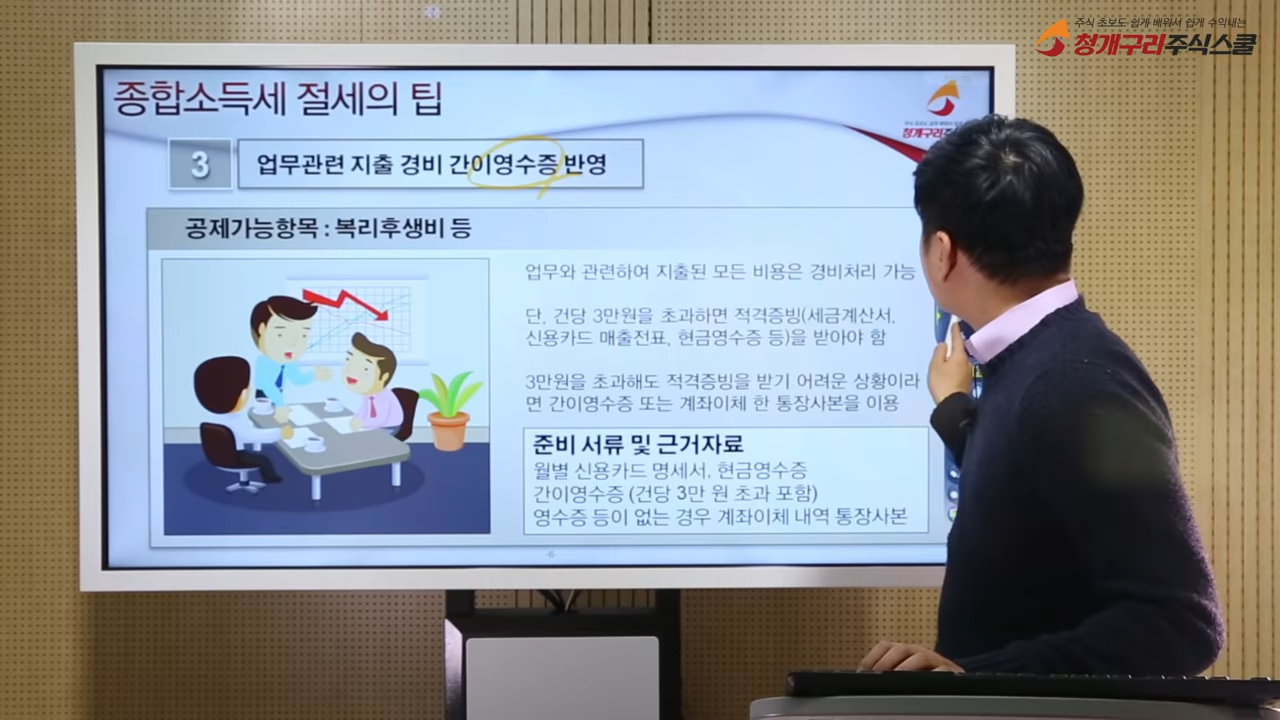 주식 초보도 쉽게 배워서 쉽게 수익내는
청개구리주식스쿨
종합소득세 절세의 팁
청개구리주식
3
업무관련 지출 경비 간이영수증 반영
공제가능항목 : 복리후생비 등
업무와 관련하여 지출된 모든 비용은 경비처리 가능
단, 건당 3만원을 초과하면 적격증빙(세금계산서,
신용카드 매출전표, 현금영수증 등)을 받아야 함
3만원을 초과해도 적격증빙을 받기 어려운 상황이라
면 간이영수증 또는 계좌이체 한 통장사본을 이용
준비 서류 및 근거자료
월별 신용카드 명세서, 현금영수증
간이영수증 (건당 3만 원 초과 포함)
영수증 등이 없는 경우 계좌이체 내역 통장사본